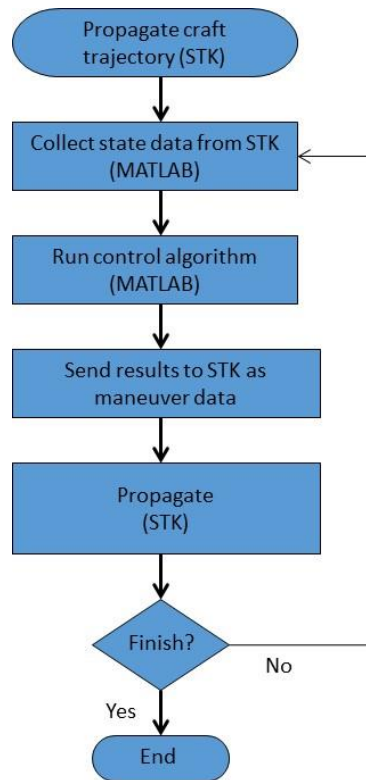 Propagate craft
trajectory (STK)
Collect state data from STK
(MATLAB)
Run control algorithm
(MATLAB)
Send results to STK as
maneuver data
Propagate
(STK)
Finish?
No
Yes
End